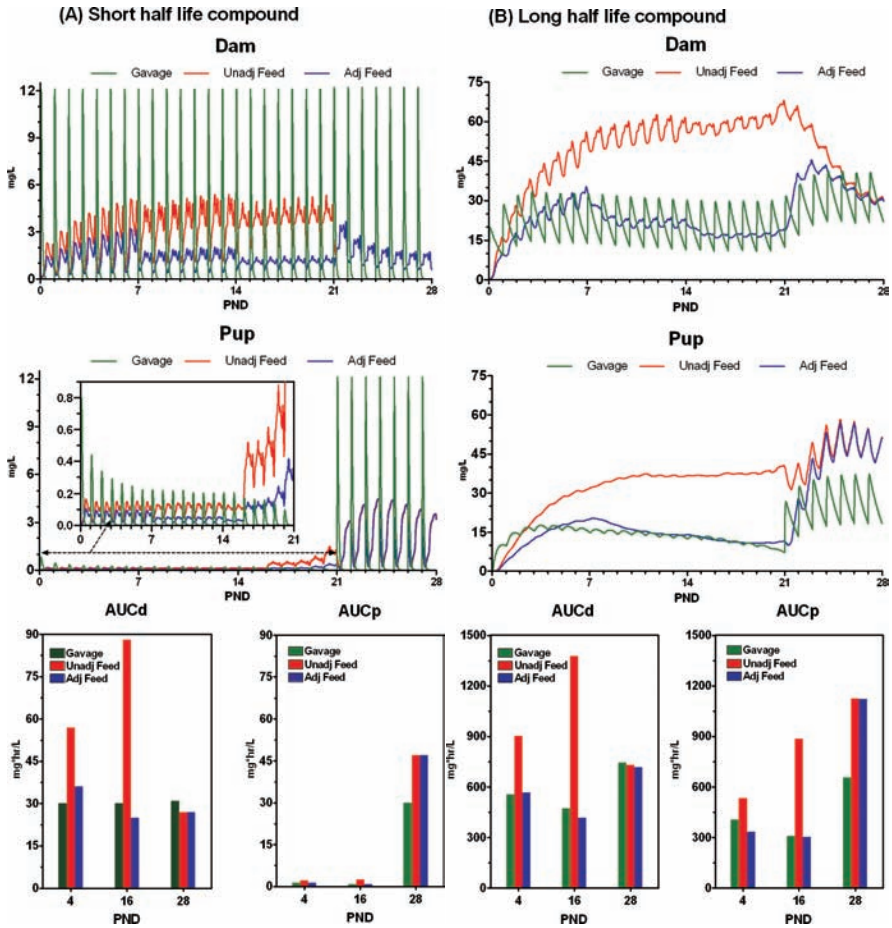 (A) Short half life compound
Dam
Gavage Unadj Feed Adj Feed
12
9
6
3
0
mg/L
0 7 14 21 28
PND
Pup
Gavage Unadj Feed Adj Feed
12
9
6
3
0
mg/L
0.8
0.6
0.4
0.2
0.0
0 7 14 21
0 7 14 21 28
PND
(B) Long half life compound
Dam
Gavage Unadj Feed Adj Feed
75
60
45
30
15
0
mg/L
0 7 14 21 28
PND
Pup
Gavage Unadj Feed Adj Feed
75
60
45
30
15
0
mg/L
0 7 14 21 28
PND
AUCd
90
75
60
45
30
15
0
mg*hr/L
Gavage
Unadj Feed
Adj Feed
4 16 28
PND
AUCp
90
75
60
45
30
15
0
mg*hr/L
Gavage
Unadj Feed
Adj Feed
4 16 28
PND
AUCd
1500
1200
900
600
300
0
mg*hr/L
Gavage
Unadj Feed
Adj Feed
4 16 28
PND
AUCp
1500
1200
900
600
300
0
mg*hr/L
Gavage
Unadj Feed
Adj Feed
4 16 28
PND